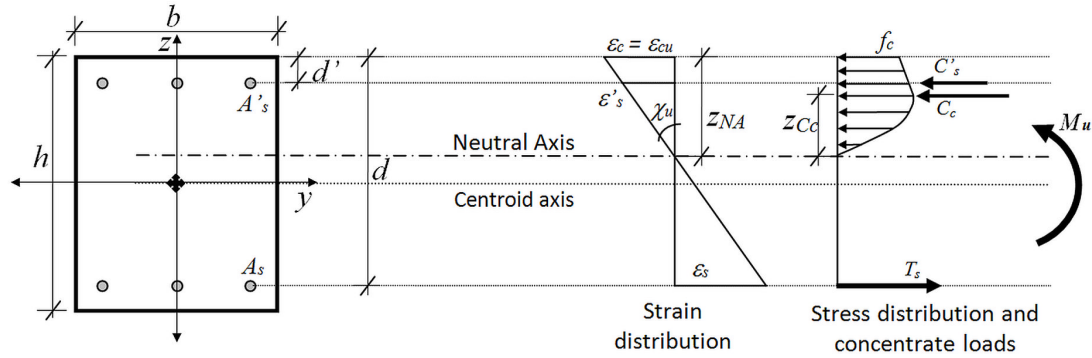 b
z
d'
A's
h
d
y
As
Neutral Axis
Centroid axis
εc = εcu
ε's
χu
zNA
εs
Strain
distribution
fc
C's
Cc
zCc
Mu
Ts
Stress distribution and
concentrate loads